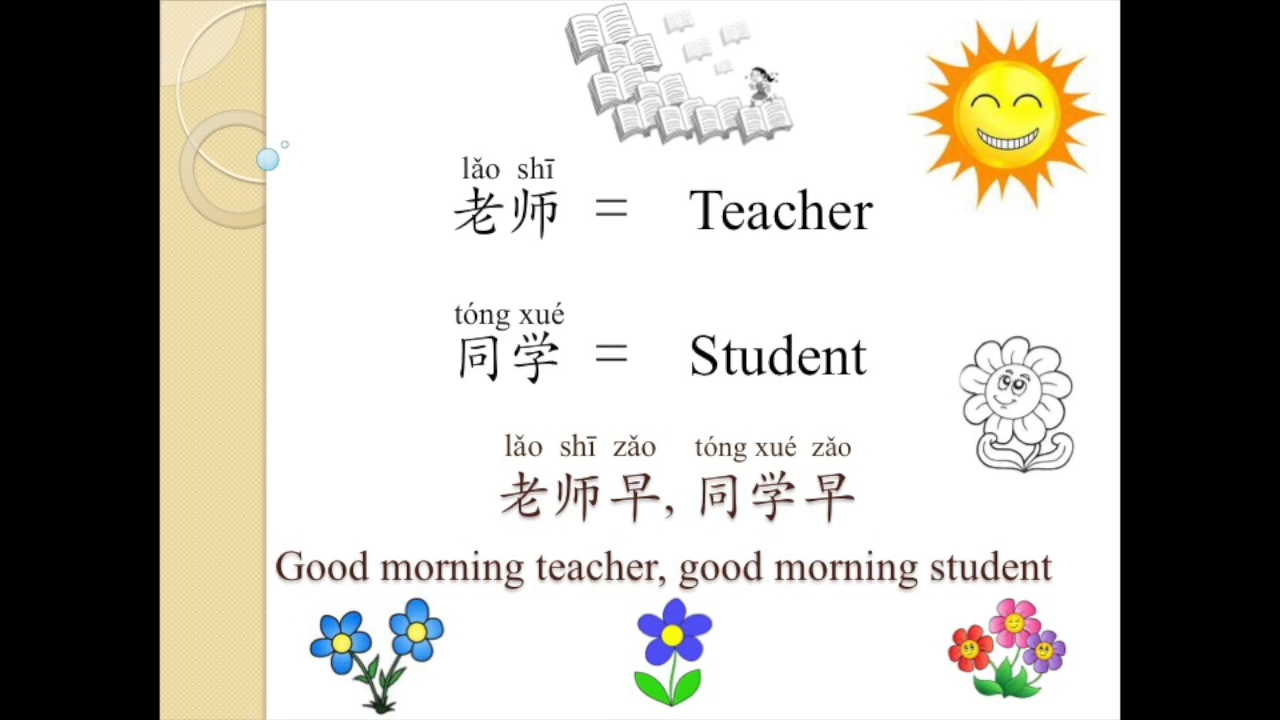 lǎo shī
老师 = Teacher
tóng xué
同学 = Student
lǎo shī zǎo tóng xué zǎo
老师早, 同学早
Good morning teacher, good morning student